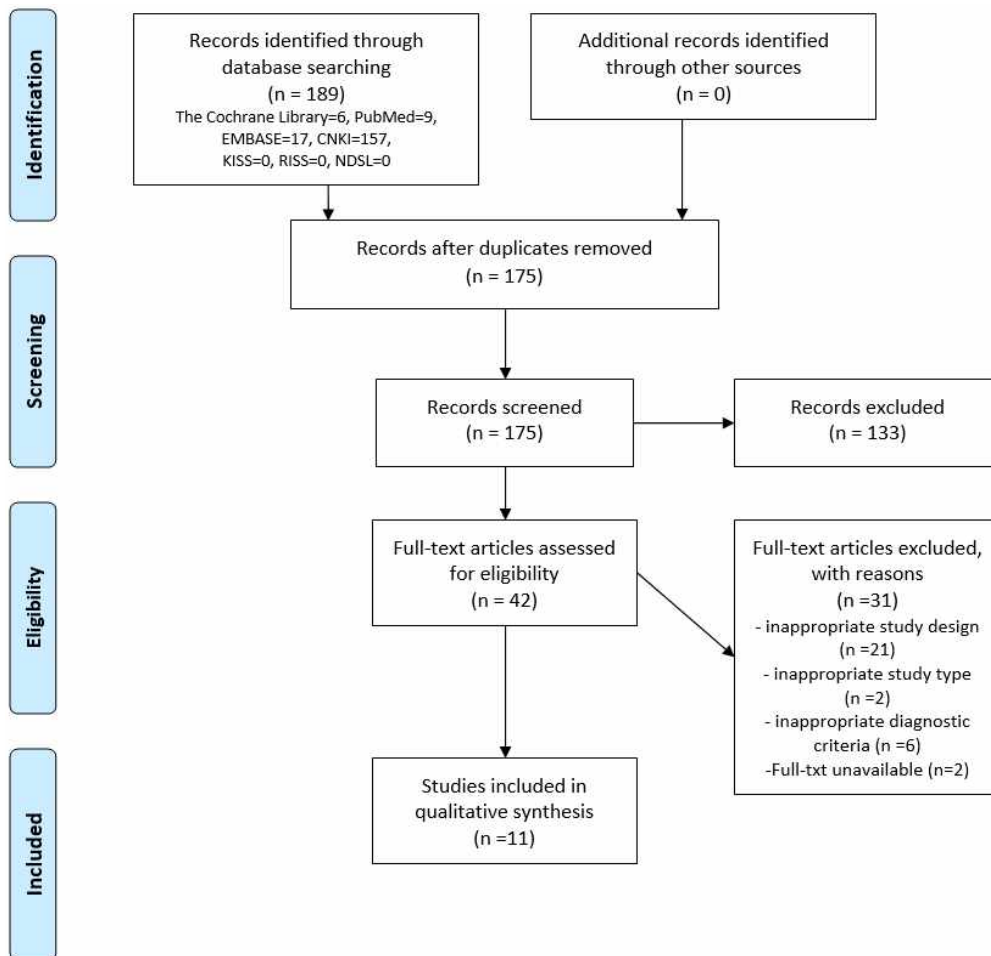 Identification
Records identified through
database searching
(n = 189)
The Cochrane Library=6, PubMed=9,
EMBASE=17, CNKI=157,
KISS=0, RISS=0, NDSL=0
Additional records identified
through other sources
(n = 0)
Records after duplicates removed
(n = 175)
Screening
Records screened
(n = 175)
Records excluded
(n = 133)
Eligibility
Full-text articles assessed
for eligibility
(n = 42)
Full-text articles excluded,
with reasons
(n =31)
- inappropriate study design
(n =21)
- inappropriate study type
(n =2)
- inappropriate diagnostic
criteria (n =6)
-Full-txt unavailable (n=2)
Included
Studies included in
qualitative synthesis
(n =11)